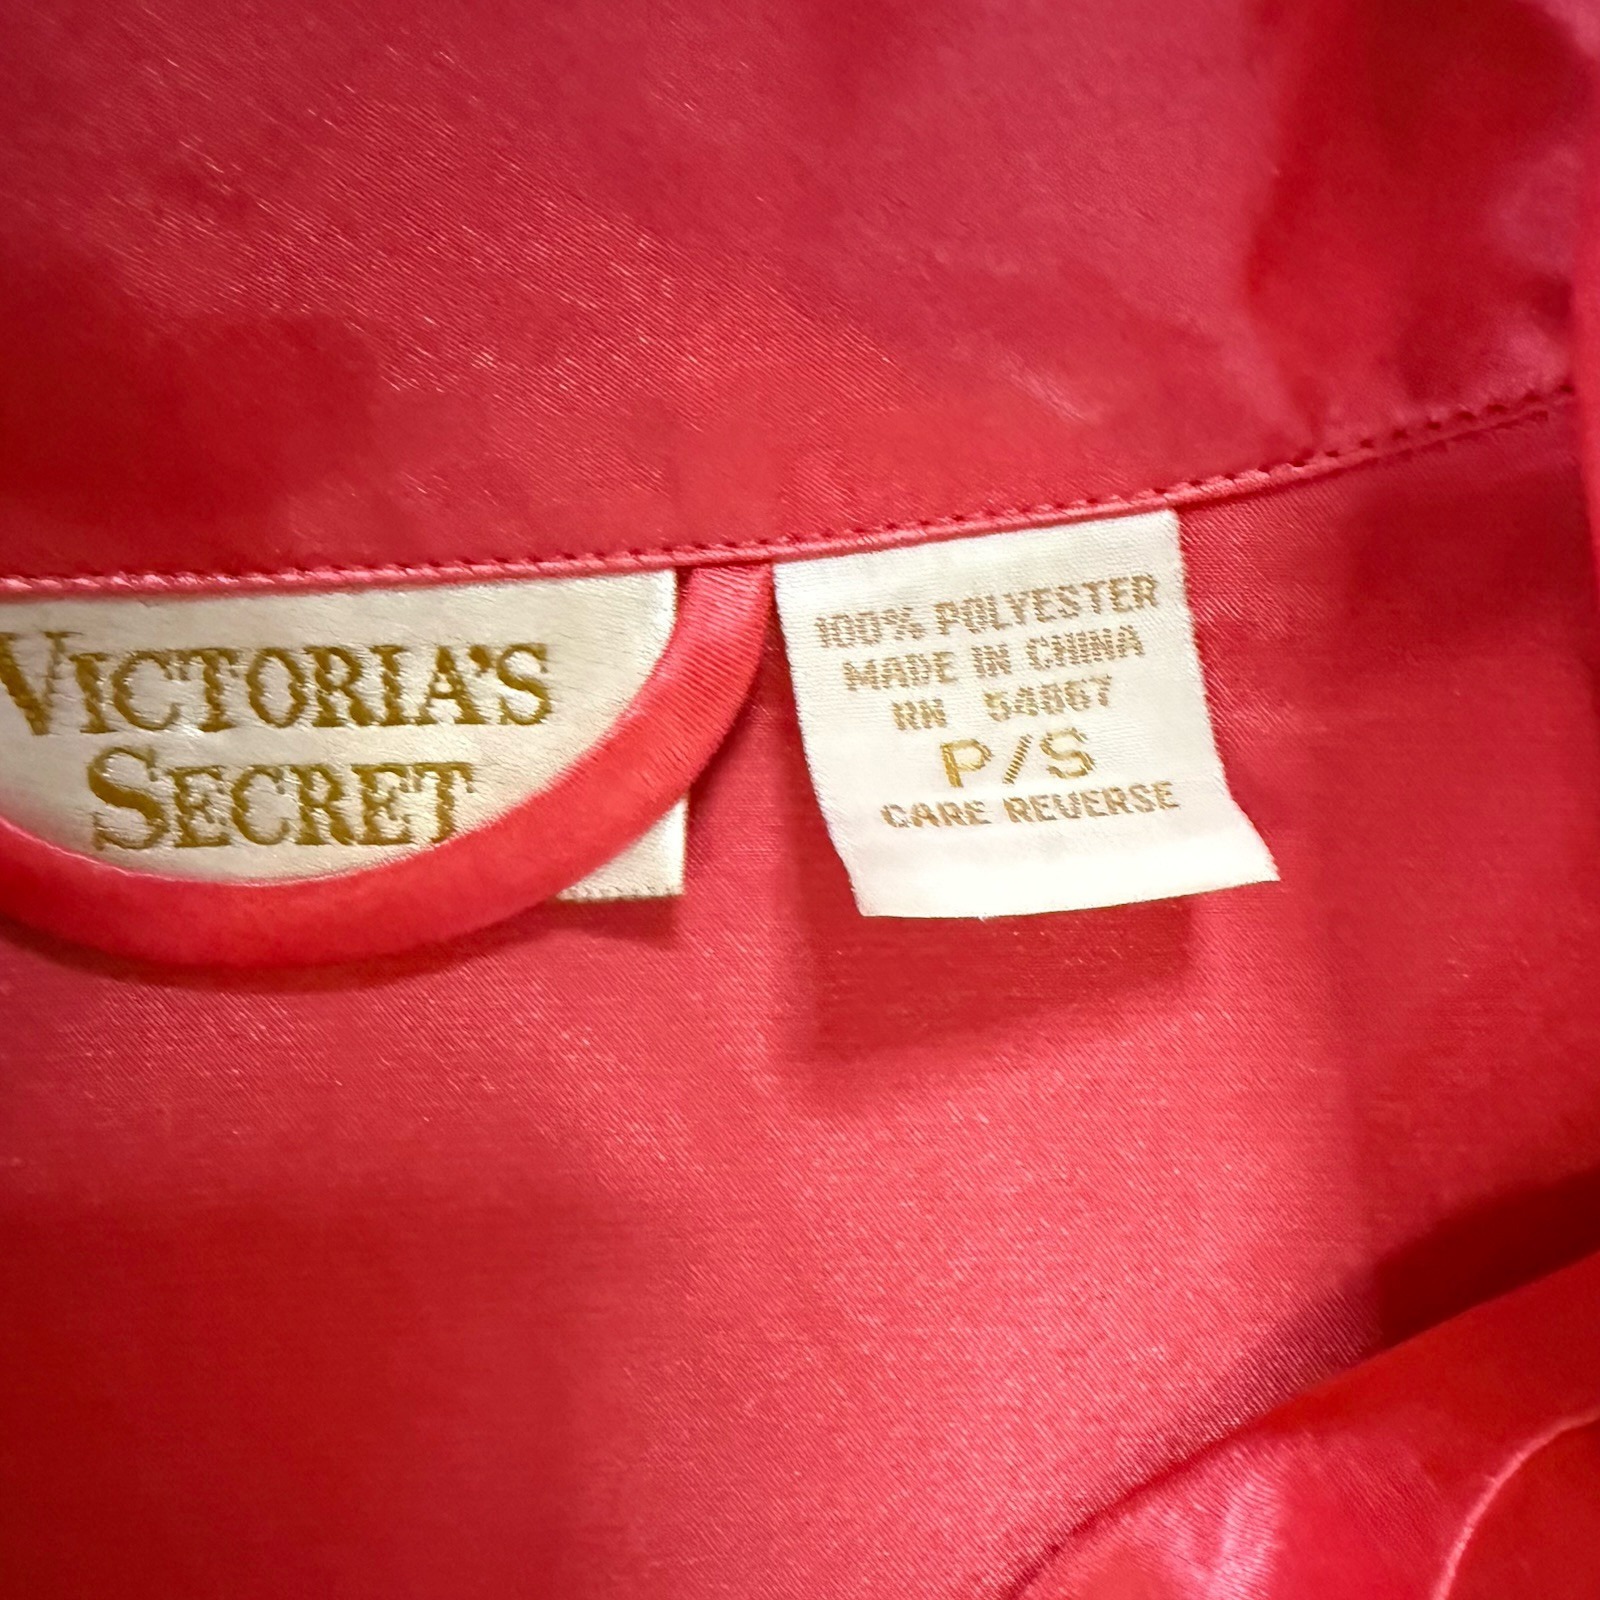 VICTORIA'S
SECRET
100% POLYESTER
MADE IN CHINA
RN 54867
P/S
CARE REVERSE